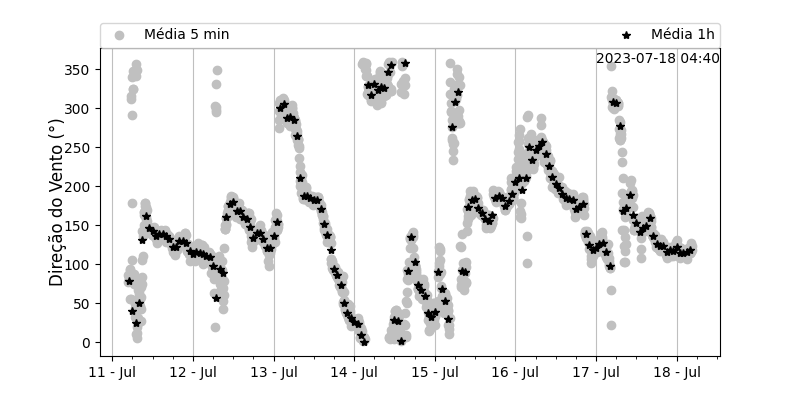 Média 5 min
Média 1h
2023-07-18 04:40
Direção do Vento (°)
350
300
250
200
150
100
50
0
11 - Jul
12 - Jul
13 - Jul
14 - Jul
15 - Jul
16 - Jul
17 - Jul
18 - Jul